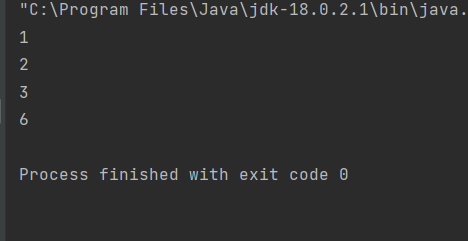 "C:\Program Files\Java\jdk-18.0.2.1\bin\java.
1
2
3
6
Process finished with exit code 0